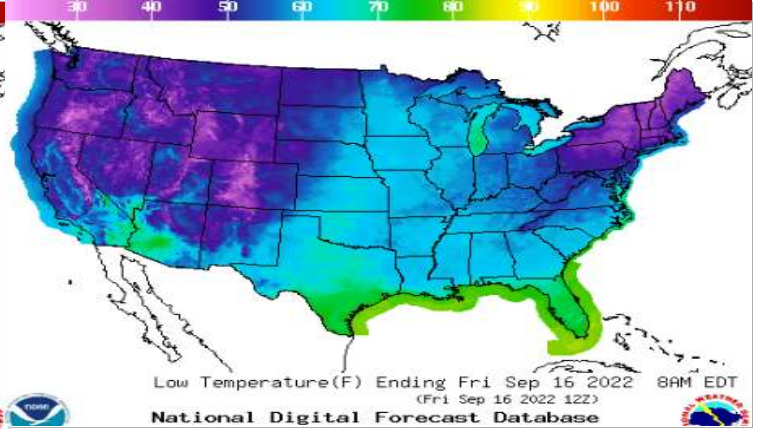 30 40 50 60 70 80 90 100 110
Low Temperature(F) Ending Fri Sep 16 2022 8AM EDT
(Fri Sep 16 2022 12Z)
National Digital Forecast Database
noaa